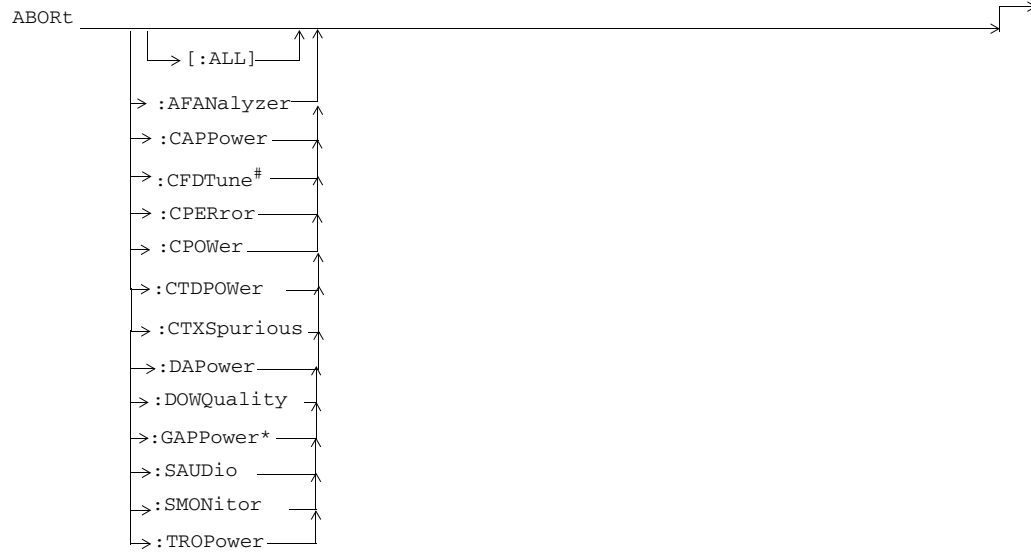 ABORt
[:ALL]
:AFANalyzer
:CAPPower
:CFDTune#
:CPERror
:CPOWer
:CTDPOWer
:CTXSpurious
:DAPower
:DOWQuality
:GAPPower*
:SAUDio
:SMONitor
:TROPower